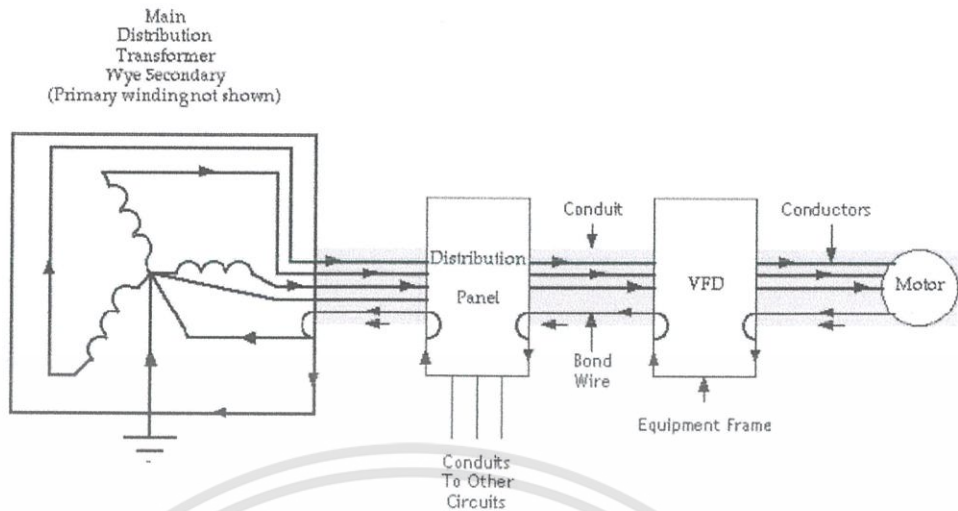 Main
Distribution
Transformer
Wye Secondary
(Primary winding not shown)
Conduit
Conductors
Distribution
Panel
VFD
Motor
Bond
Wire
Equipment Frame
Conduits
To Other
Circuits